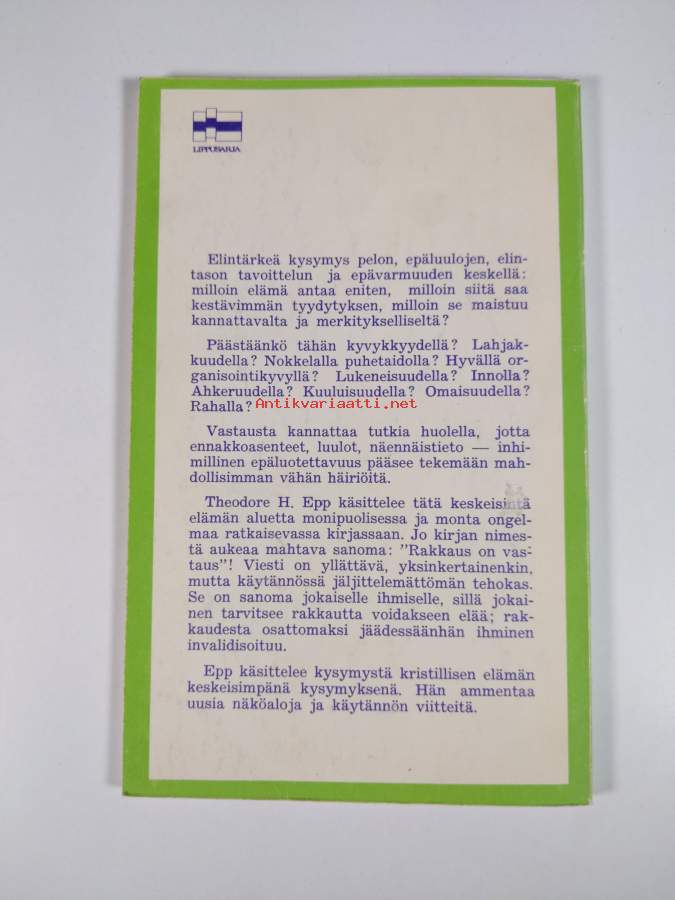 LIPPUSARJA
Elintärkeä kysymys pelon, epäluulojen, elin-
tason tavoittelun ja epävarmuuden keskellä:
milloin elämä antaa eniten, milloin siitä saa
kestävimmän tyydytyksen, milloin se maistuu
kannattavalta ja merkitykselliseltä?
Päästäänkö tähän kyvykkyydellä? Lahjak-
kuudella? Nokkelalla puhetaidolla? Hyvällä or-
ganisointikyvyllä? Lukeneisuudella? Innolla?
Ahkeruudella? Kuuluisuudella? Omaisuudella?
Rahalla?
Antikvariaatti.net
Vastausta kannattaa tutkia huolella, jotta
ennakkoasenteet, luulot, näennäistieto — inhi-
millinen epäluotettavuus pääsee tekemään mah-
dollisimman vähän häiriöitä.
Theodore H. Epp käsittelee tätä keskeisintä
elämän aluetta monipuolisessa ja monta ongel-
maa ratkaisevassa kirjassaan. Jo kirjan nimes-
tä aukeaa mahtava sanoma: "Rakkaus on vas-
taus"! Viesti on yllättävä, yksinkertainenkin,
mutta käytännössä jäljittelemättömän tehokas.
Se on sanoma jokaiselle ihmiselle, sillä jokai-
nen tarvitsee rakkautta voidakseen elää; rak-
kaudesta osattomaksi jäädessäänhän ihminen
invalidisoituu.
Epp käsittelee kysymystä kristillisen elämän
keskeisimpänä kysymyksenä. Hän ammentaa
uusia näköaloja ja käytännön viitteitä.